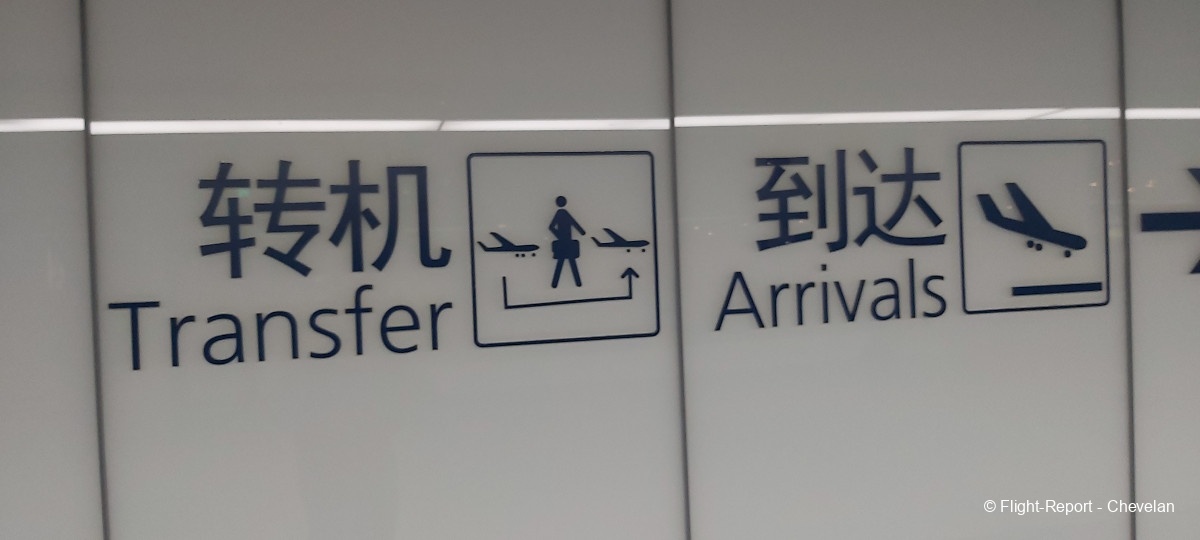 转机
Transfer
到达
Arrivals
© Flight-Report - Chevelan